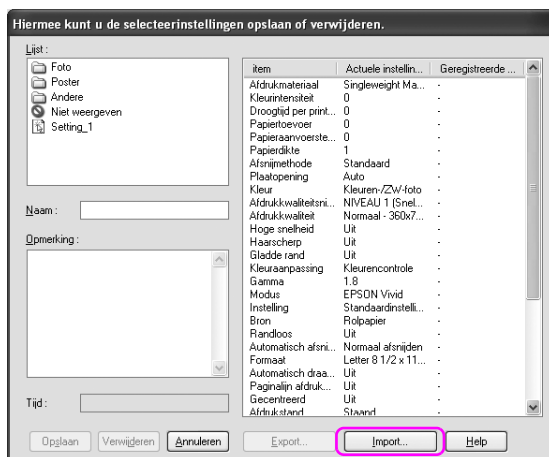 Hiermee kunt u de selecteerinstellingen opslaan of verwijderen.
Lijst :
Foto
Poster
Andere
Niet weergeven
Setting_1
Naam :
Opmerking :
Tijd :
item Actuele instellin... Geregistreerde ...
Afdrukmateriaal Singleweight Ma... -
Kleurintensiteit 0 -
Droogtijd per print... 0 -
Papiertoevoer 0 -
Papieraanvoerste... 0 -
Papierdikte 1 -
Afsnijmethode Standaard -
Plaatopening Auto -
Kleur Kleuren-/ZW-foto -
Afdrukkwaliteitsni... NIVEAU 1 (Snel... -
Afdrukkwaliteit Normaal - 360x7... -
Hoge snelheid Uit -
Haarscherp Uit -
Gladde rand Uit -
Kleuraanpassing Kleurencontrole -
Gamma 1.8 -
Modus EPSON Vivid -
Instelling Standaardinstelli... -
Bron Rolpapier -
Randloos Uit -
Automatisch afsni... Normaal afsnijden -
Formaat Letter 8 1/2 x 11... -
Automatisch draa... Uit -
Paginalijn afdruk... Uit -
Gecentreerd Uit -
Afdrukstand Staand -
Opslaan Verwijderen Annuleren Export... Import... Help